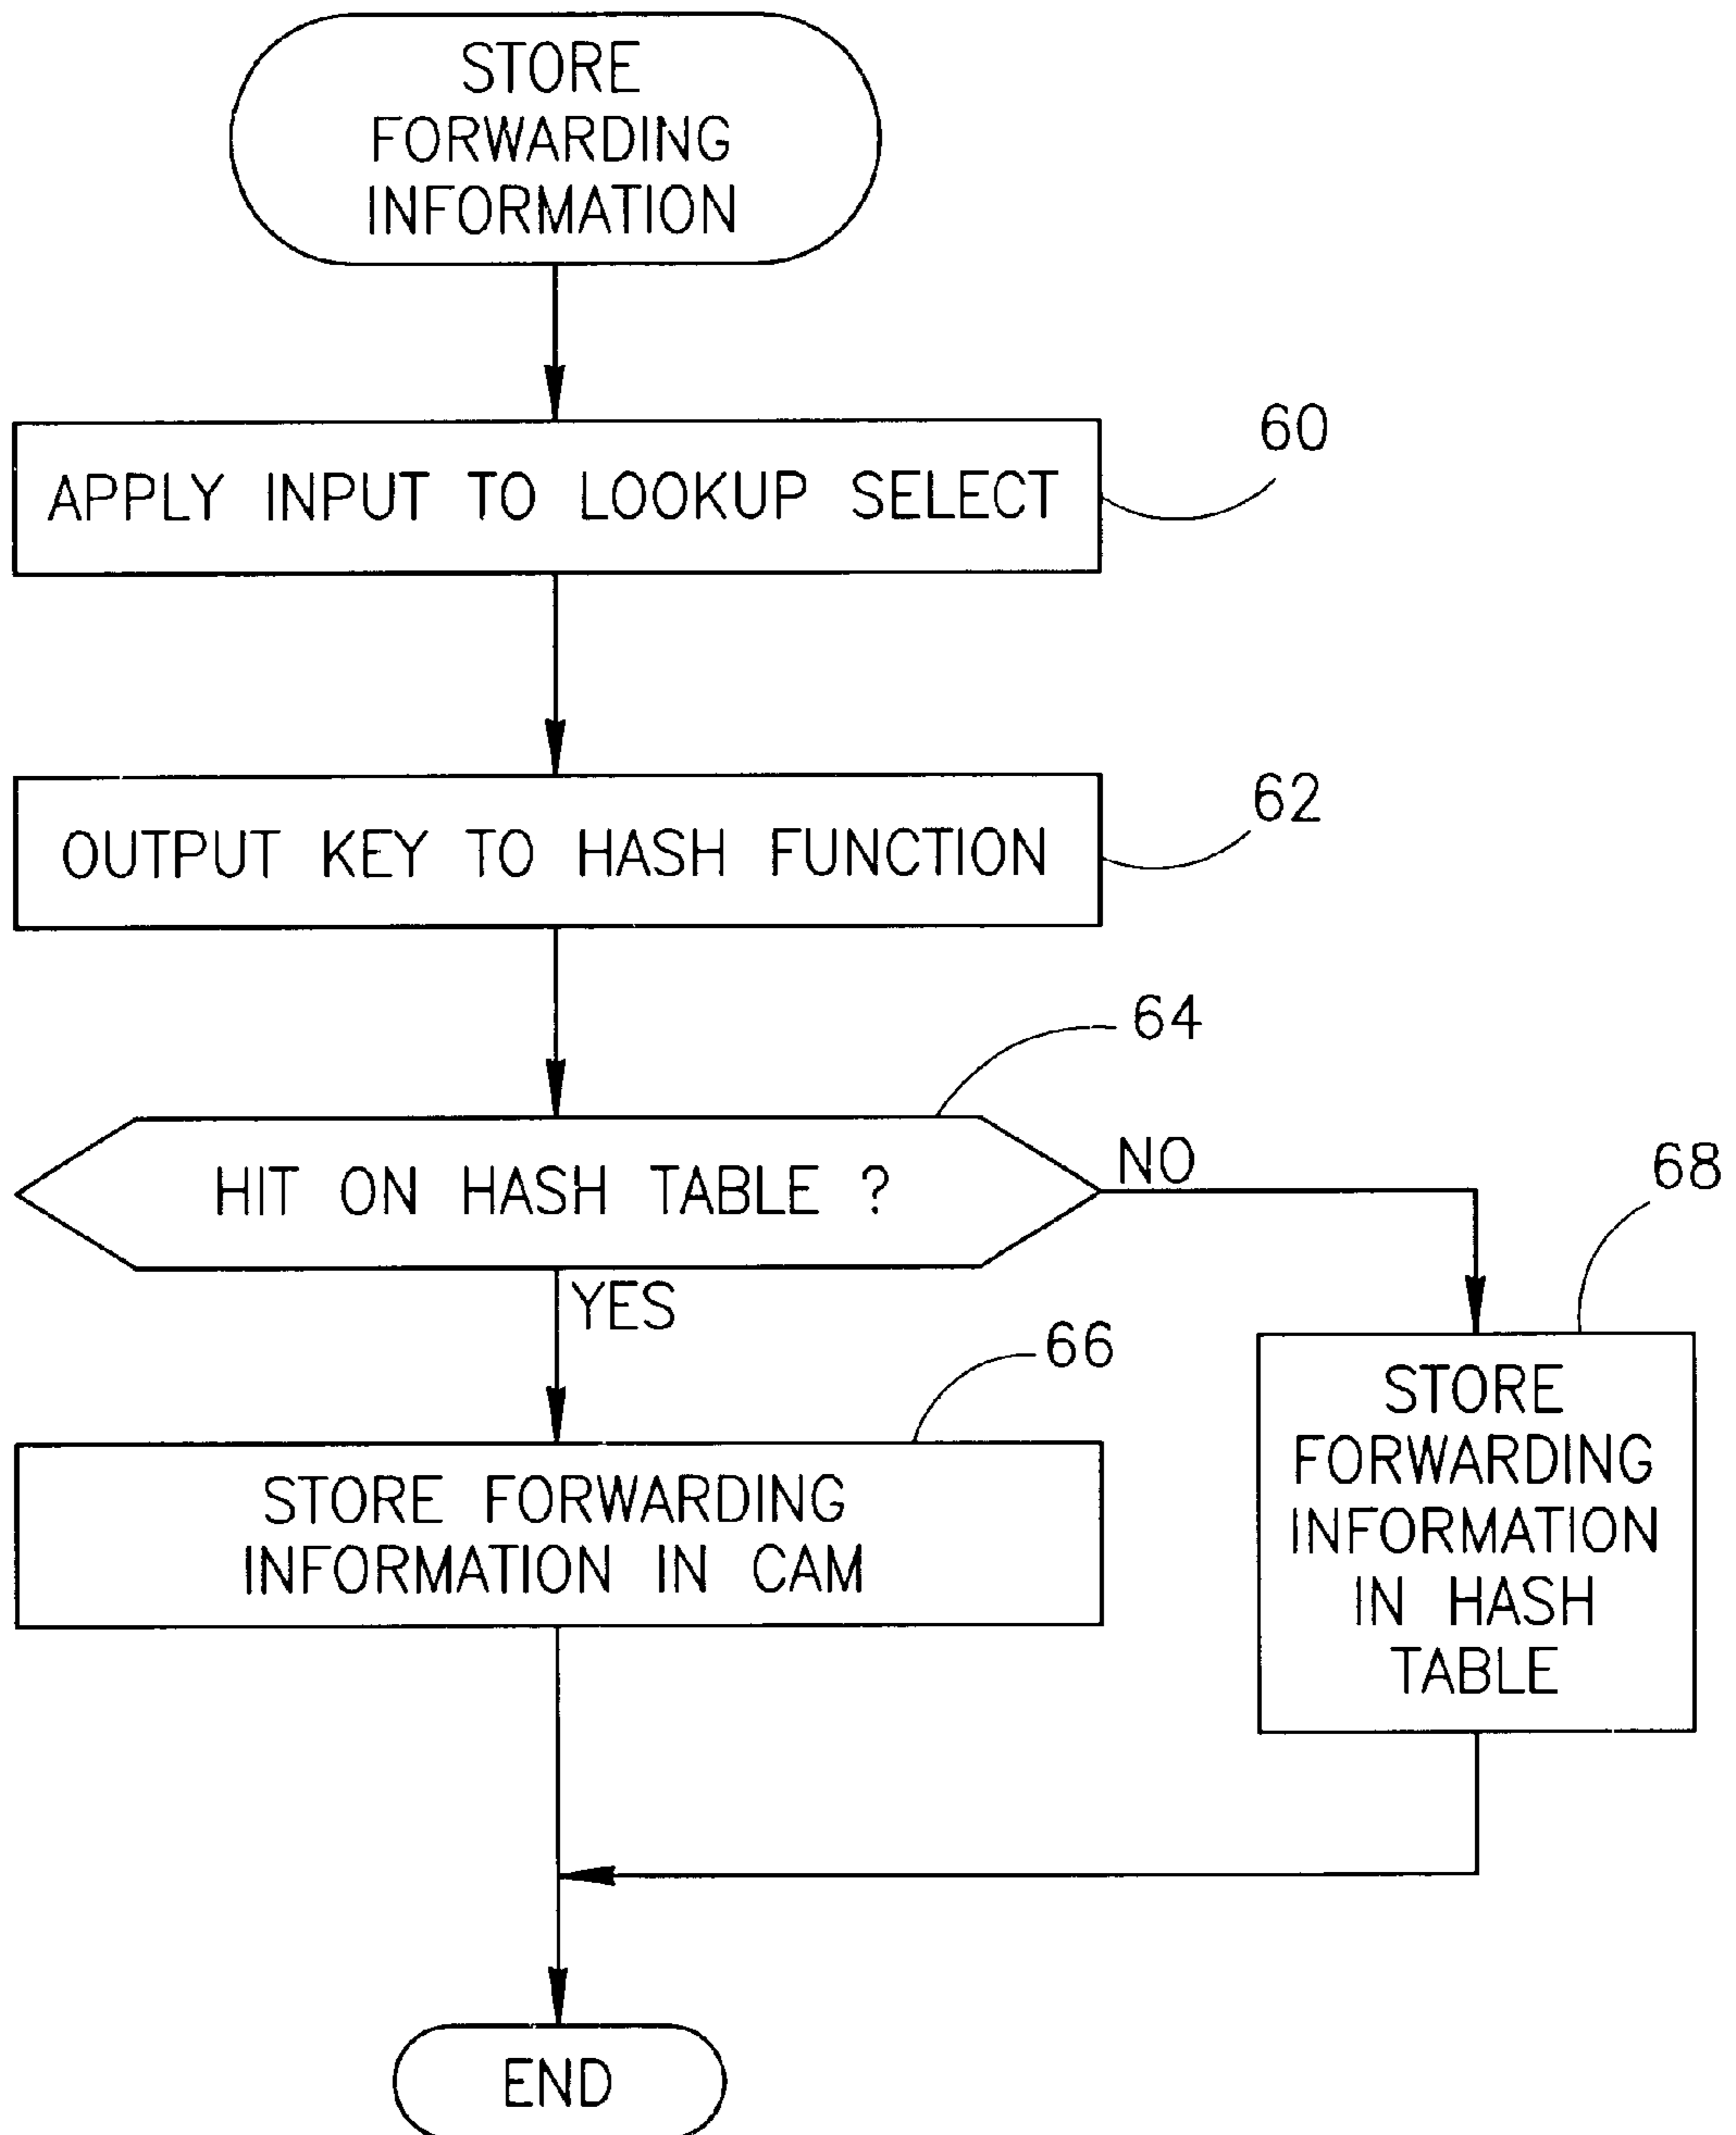 STORE
FORWARDING
INFORMATION
APPLY INPUT TO LOOKUP SELECT
60
OUTPUT KEY TO HASH FUNCTION
62
64
HIT ON HASH TABLE ?
NO
YES
68
66
STORE FORWARDING
INFORMATION IN CAM
STORE
FORWARDING
INFORMATION
IN HASH
TABLE
END